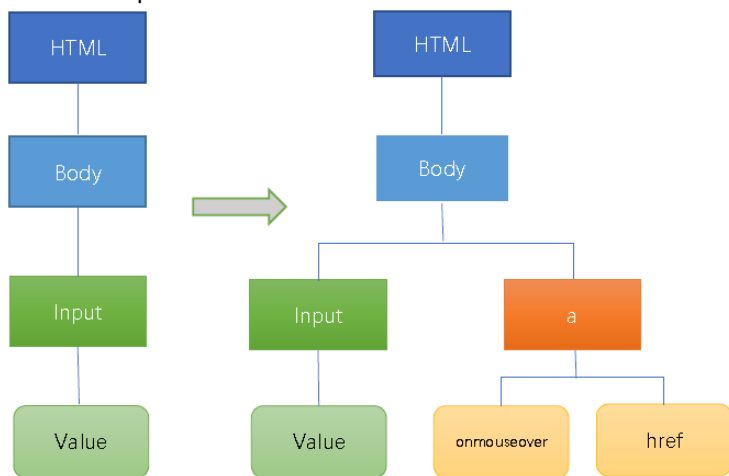 HTML
HTML
Body
Body
Input
Input
a
Value
Value
onmouseover
href